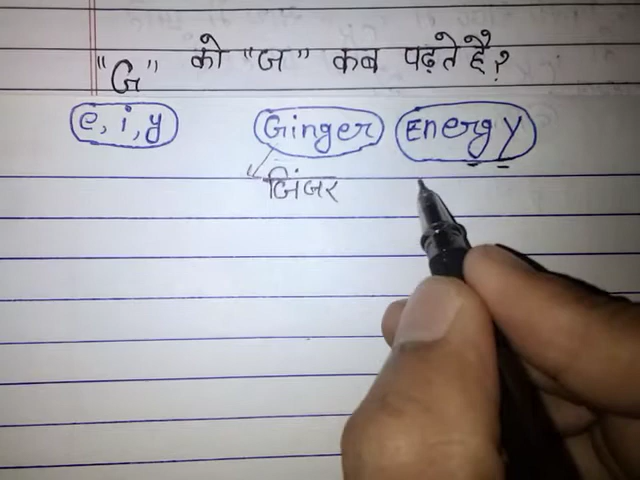 "G" को "ज" कब पढ़ते है?
e, i, y Ginger Energy
"जिंजर